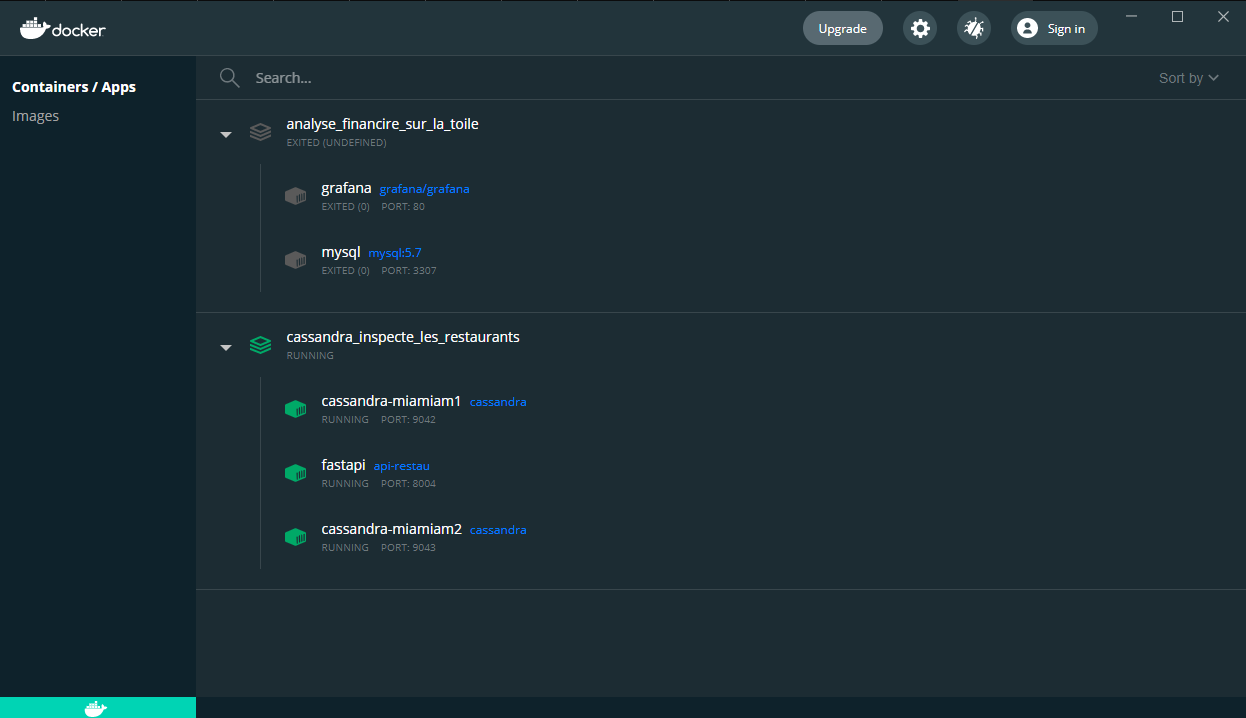 docker
Upgrade
Sign in
Containers / Apps
Images
Search...
Sort by
analyse_financire_sur_la_toile
EXITED (UNDEFINED)
grafana grafana/grafana
EXITED (0) PORT: 80
mysql mysql:5.7
EXITED (0) PORT: 3307
cassandra_inspecte_les_restaurants
RUNNING
cassandra-miamiam1 cassandra
RUNNING PORT: 9042
fastapi api-restau
RUNNING PORT: 8004
cassandra-miamiam2 cassandra
RUNNING PORT: 9043